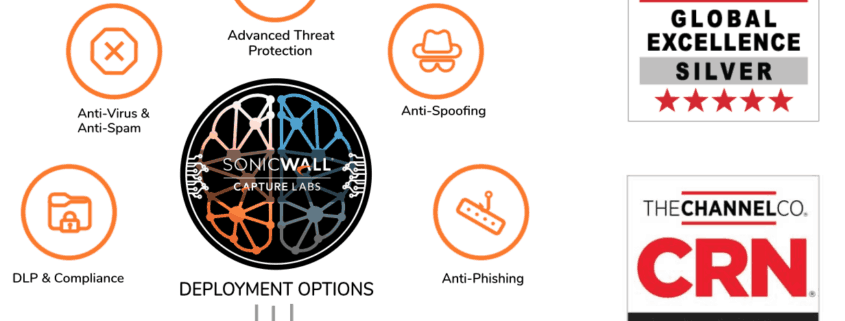 Advanced Threat
Protection
Anti-Virus &
Anti-Spam
Anti-Spoofing
SONICWALL
CAPTURE LABS
DLP & Compliance
Anti-Phishing
DEPLOYMENT OPTIONS
GLOBAL
EXCELLENCE
SILVER
THECHANNELCO.
CRN®